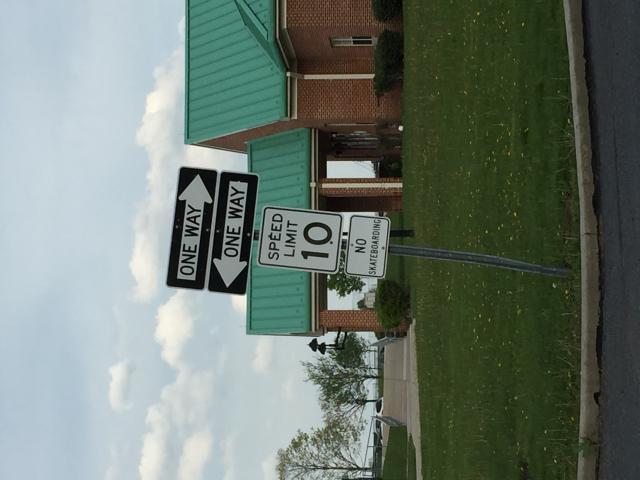 ONE WAY
ONE WAY
SPEED
LIMIT
10
NO
SKATEBOARDING